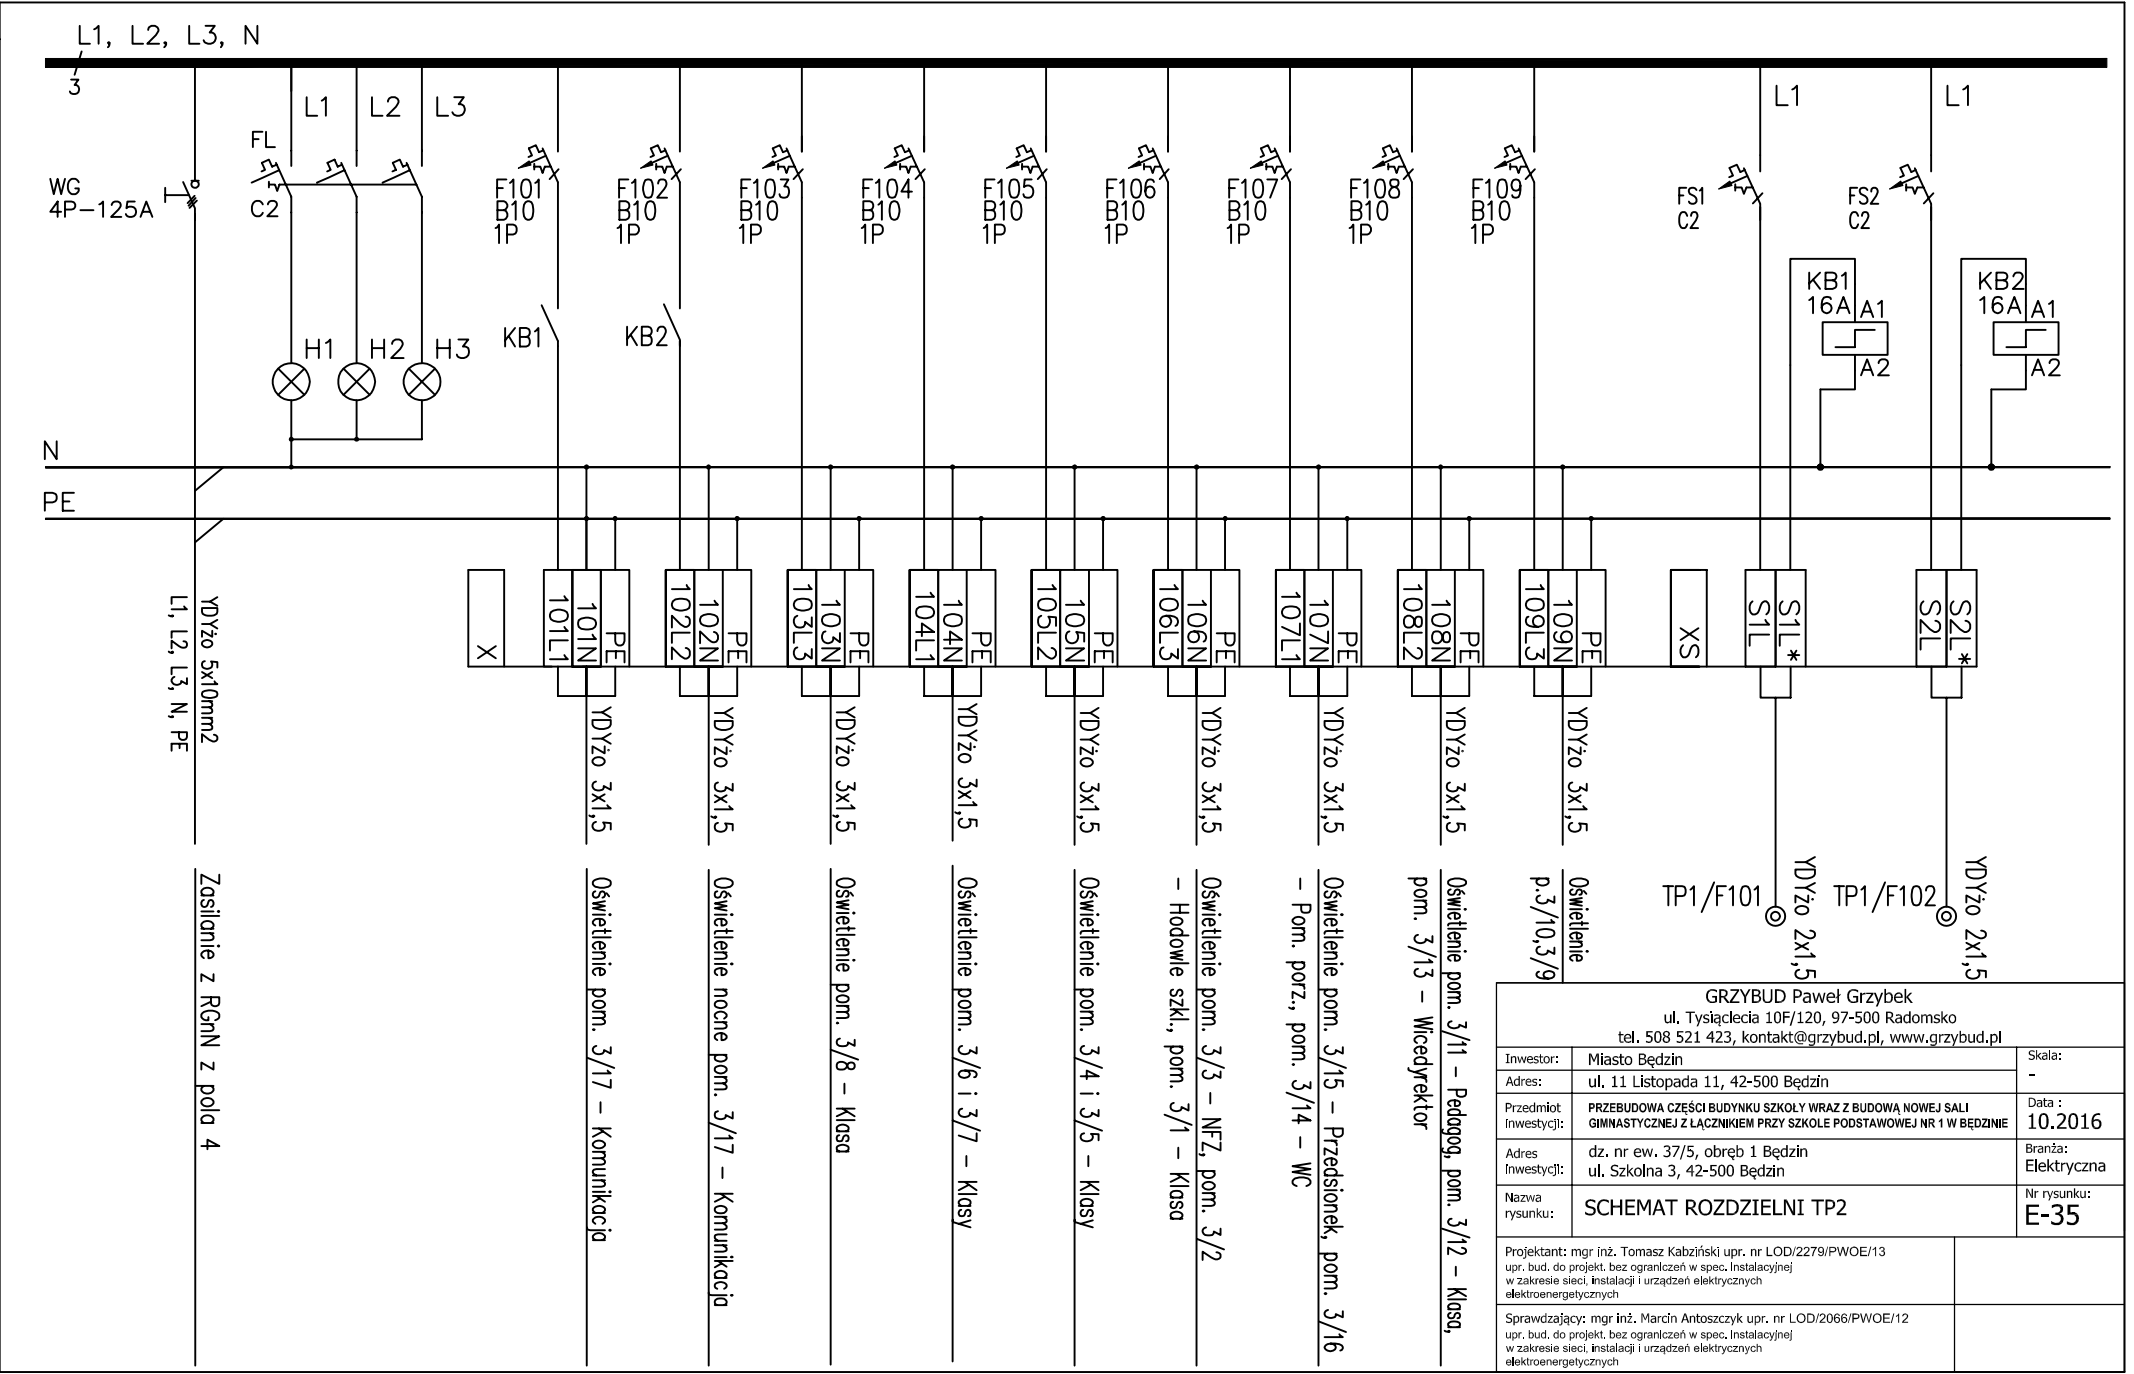 L1, L2, L3, N
3
L1
L2
L3
L1
L1
FL
C2
WG
4P-125A
F101
B10
1P
F102
B10
1P
F103
B10
1P
F104
B10
1P
F105
B10
1P
F106
B10
1P
F107
B10
1P
F108
B10
1P
F109
B10
1P
FS1
C2
FS2
C2
KB1
16A
A1
A2
KB2
16A
A1
A2
H1
H2
H3
KB1
KB2
N
PE
X
101L1
101N
PE
102L2
102N
PE
103L3
103N
PE
104L1
104N
PE
105L2
105N
PE
106L3
106N
PE
107L1
107N
PE
108L2
108N
PE
109L3
109N
PE
XS
S1L
S1L*
S2L
S2L*
YDYżo 5x10mm2
L1, L2, L3, N, PE
YDYżo 3x1,5
YDYżo 3x1,5
YDYżo 3x1,5
YDYżo 3x1,5
YDYżo 3x1,5
YDYżo 3x1,5
YDYżo 3x1,5
YDYżo 3x1,5
YDYżo 3x1,5
YDYżo 2x1,5
YDYżo 2x1,5
TP1/F101
TP1/F102
Zasilanie z RGnN z pola 4
Oświetlenie pom. 3/17 - Komunikacja
Oświetlenie nocne pom. 3/17 - Komunikacja
Oświetlenie pom. 3/8 - Klasa
Oświetlenie pom. 3/6 i 3/7 - Klasy
Oświetlenie pom. 3/4 i 3/5 - Klasy
Oświetlenie pom. 3/3 - NFZ, pom. 3/2
- Hodowle szkl., pom. 3/1 - Klasa
Oświetlenie pom. 3/15 - Przedsionek, pom. 3/16
- Pom. porz., pom. 3/14 - WC
Oświetlenie pom. 3/11 - Pedagog, pom. 3/12 - Klasa,
pom. 3/13 - Wicedyrektor
Oświetlenie
p.3/10,3/9
GRZYBUD Paweł Grzybek
ul. Tysiąclecia 10F/120, 97-500 Radomsko
tel. 508 521 423, kontakt@grzybud.pl, www.grzybud.pl
Inwestor: Miasto Będzin
Skala:
-
Adres: ul. 11 Listopada 11, 42-500 Będzin
Przedmiot
Inwestycji:
PRZEBUDOWA CZĘŚCI BUDYNKU SZKOŁY WRAZ Z BUDOWĄ NOWEJ SALI
GIMNASTYCZNEJ Z ŁĄCZNIKIEM PRZY SZKOLE PODSTAWOWEJ NR 1 W BĘDZINIE
Data :
10.2016
Adres
Inwestycji:
dz. nr ew. 37/5, obręb 1 Będzin
ul. Szkolna 3, 42-500 Będzin
Branża:
Elektryczna
Nazwa
rysunku:
SCHEMAT ROZDZIELNI TP2
Nr rysunku:
E-35
Projektant: mgr inż. Tomasz Kabziński upr. nr LOD/2279/PWOE/13
upr. bud. do projekt. bez ograniczeń w spec. Instalacyjnej
w zakresie sieci, instalacji i urządzeń elektrycznych
elektroenergetycznych
Sprawdzający: mgr inż. Marcin Antoszczyk upr. nr LOD/2066/PWOE/12
upr. bud. do projekt. bez ograniczeń w spec. Instalacyjnej
w zakresie sieci, instalacji i urządzeń elektrycznych
elektroenergetycznych